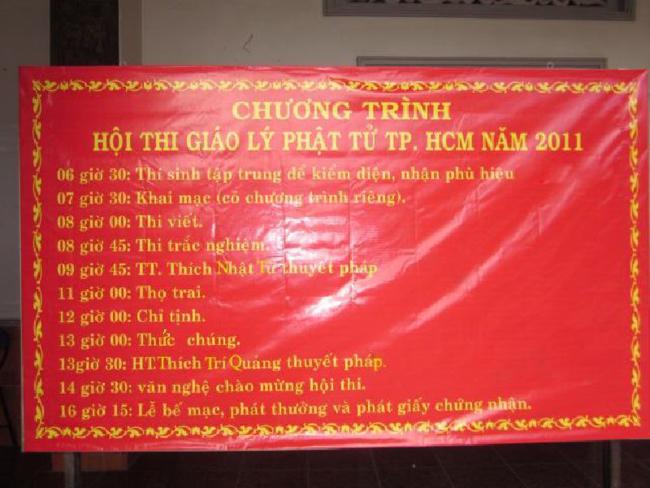 CHƯƠNG TRÌNH
HỘI THI GIÁO LÝ PHẬT TỬ TP. HCM NĂM 2011
06 giờ 30: Thí sinh tập trung để kiểm diện, nhận phù hiệu
07 giờ 30: Khai mạc (có chương trình riêng).
08 giờ 00: Thi viết.
08 giờ 45: Thi trắc nghiệm.
09 giờ 45: TT. Thích Nhật Từ thuyết pháp
11 giờ 00: Thọ trai.
12 giờ 00: Chỉ tịnh.
13 giờ 00: Thức chúng.
13giờ 30: HT.Thích Trí Quảng thuyết pháp.
14 giờ 30: văn nghệ chào mừng hội thi.
16 giờ 15: Lễ bế mạc, phát thưởng và phát giấy chứng nhận.